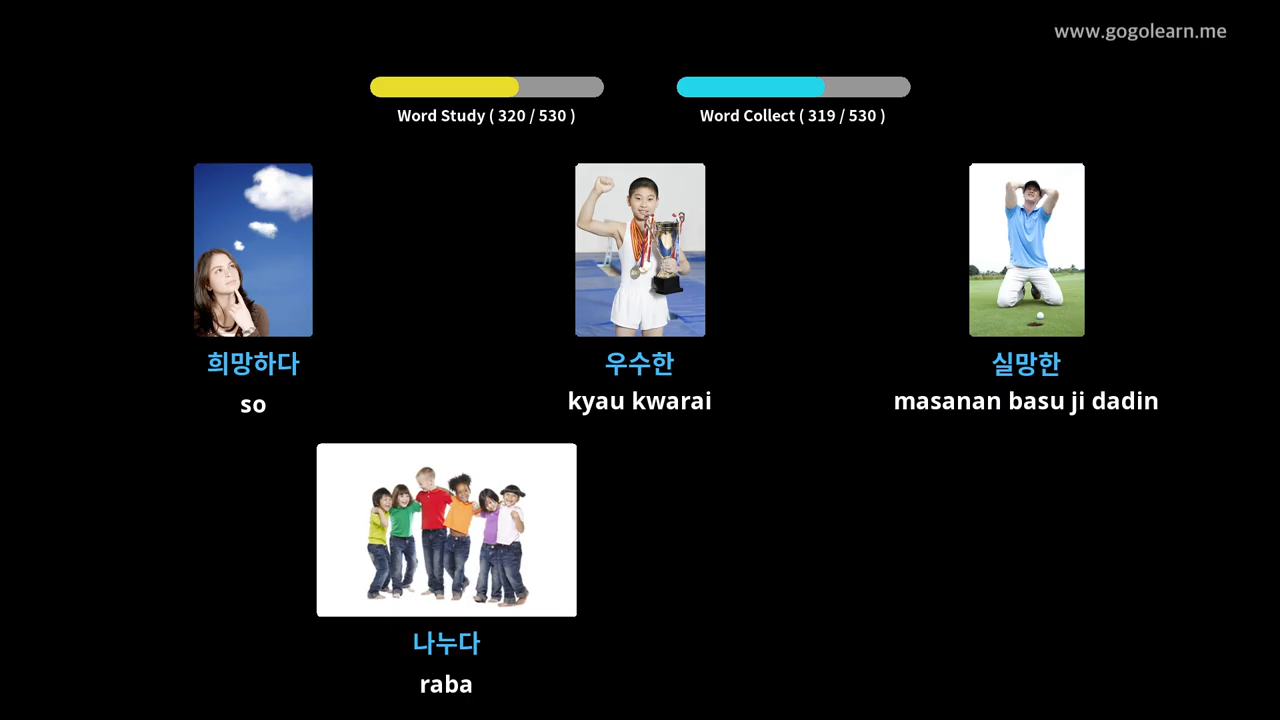 www.gogolearn.me
Word Study ( 320 / 530 )
Word Collect ( 319 / 530 )
희망하다
so
우수한
kyau kwarai
실망한
masanan basu ji dadin
나누다
raba